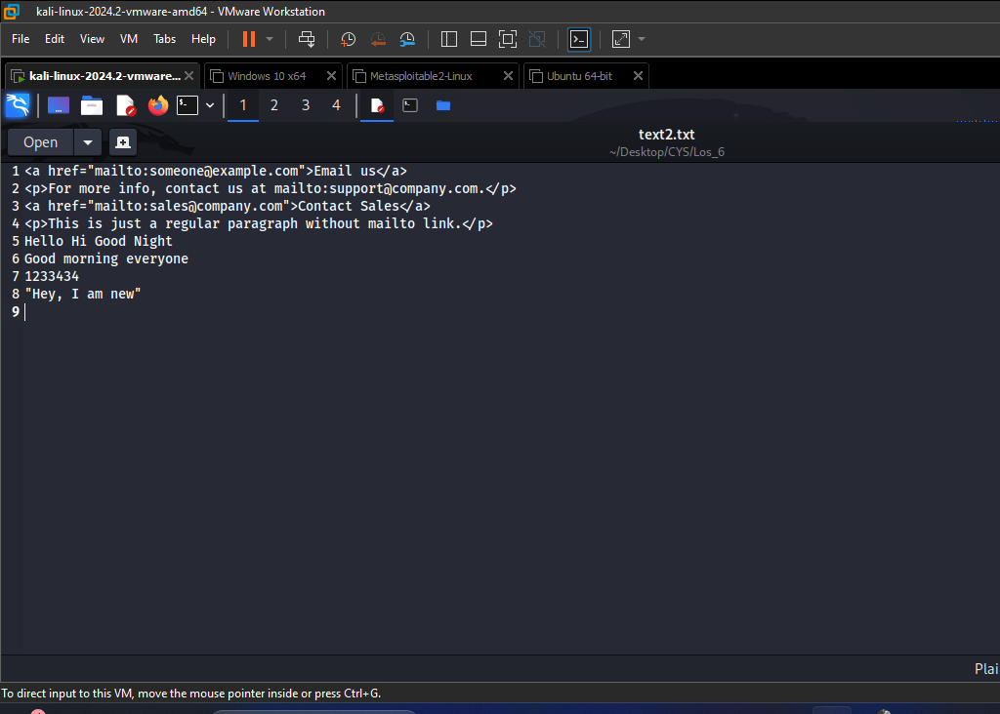 kali-linux-2024.2-vmware-amd64 - VMware Workstation
File Edit View VM Tabs Help
kali-linux-2024.2-vmware... Windows 10 x64 Metasploitable2-Linux Ubuntu 64-bit
1 2 3 4
Open text2.txt
~/Desktop/CYS/Los_6
1 <a href="mailto:someone@example.com">Email us</a>
2 <p>For more info, contact us at mailto:support@company.com.</p>
3 <a href="mailto:sales@company.com">Contact Sales</a>
4 <p>This is just a regular paragraph without mailto link.</p>
5 Hello Hi Good Night
6 Good morning everyone
7 1233434
8 "Hey, I am new"
9
Plai
To direct input to this VM, move the mouse pointer inside or press Ctrl+G.